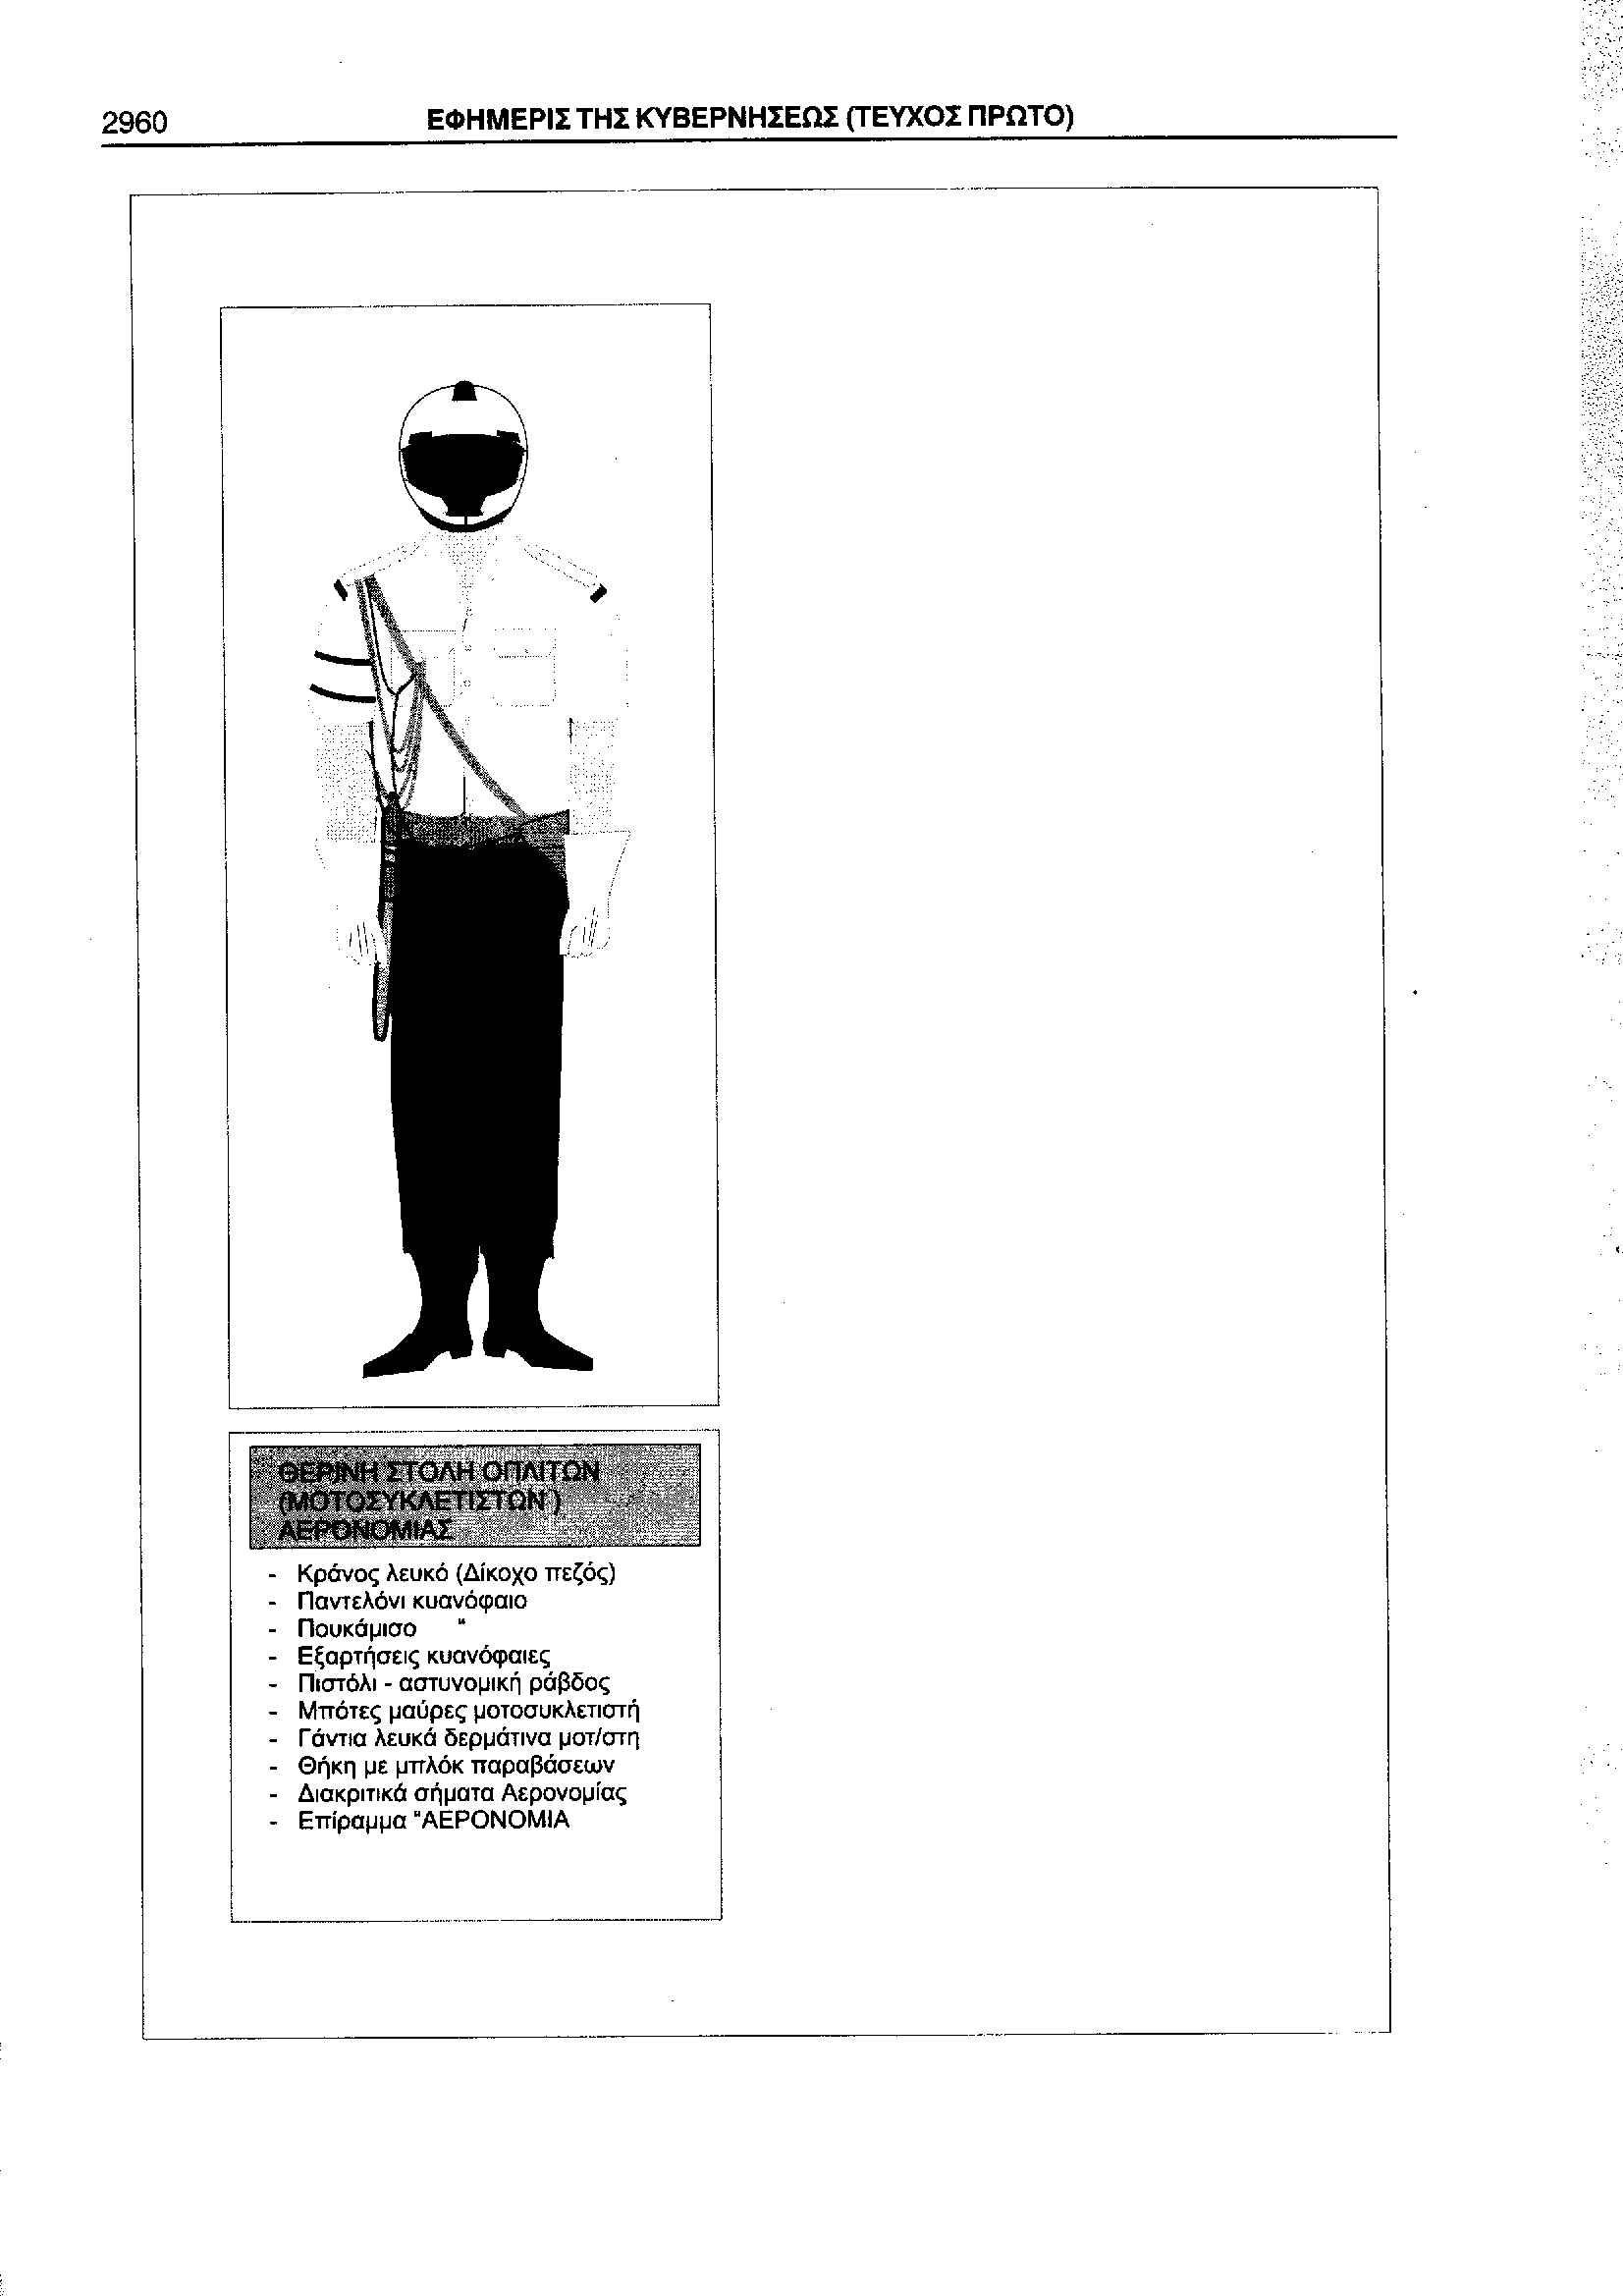 2960
ΕΦΗΜΕΡΙΣ ΤΗΣ ΚΥΒΕΡΝΗΣΕΩΣ (ΤΕΥΧΟΣ ΠΡΩΤΟ)
ΘΕΡΙΝΗ ΣΤΟΛΗ ΟΠΛΙΤΩΝ
(ΜΟΤΟΣΥΚΛΕΤΙΣΤΩΝ )
ΑΕΡΟΝΟΜΙΑΣ
- Κράνος λευκό (Δίκοχο πεζός)
- Παντελόνι κυανόφαιο
- Πουκάμισο "
- Εξαρτήσεις κυανόφαιες
- Πιστόλι - αστυνομική ράβδος
- Μπότες μαύρες μοτοσυκλετιστή
- Γάντια λευκά δερμάτινα μοτ/στη
- Θήκη με μπλόκ παραβάσεων
- Διακριτικά σήματα Αερονομίας
- Επίραμμα "ΑΕΡΟΝΟΜΙΑ